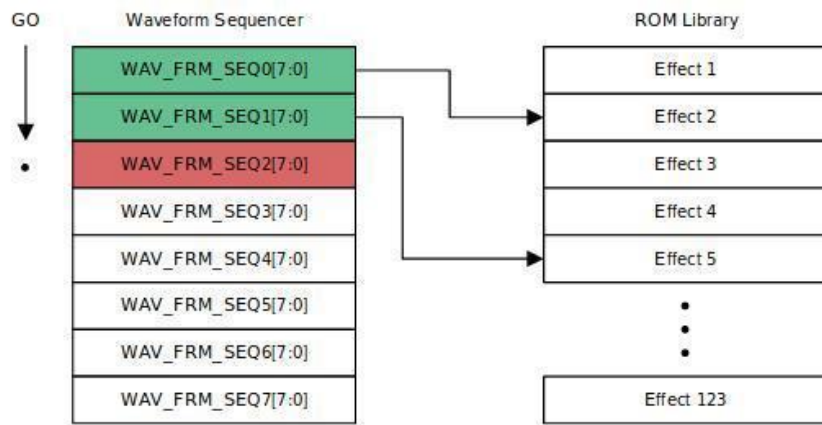 GO Waveform Sequencer ROM Library
WAV_FRM_SEQ0[7:0] Effect 1
WAV_FRM_SEQ1[7:0] Effect 2
WAV_FRM_SEQ2[7:0] Effect 3
WAV_FRM_SEQ3[7:0] Effect 4
WAV_FRM_SEQ4[7:0] Effect 5
WAV_FRM_SEQ5[7:0]
WAV_FRM_SEQ6[7:0]
WAV_FRM_SEQ7[7:0] Effect 123